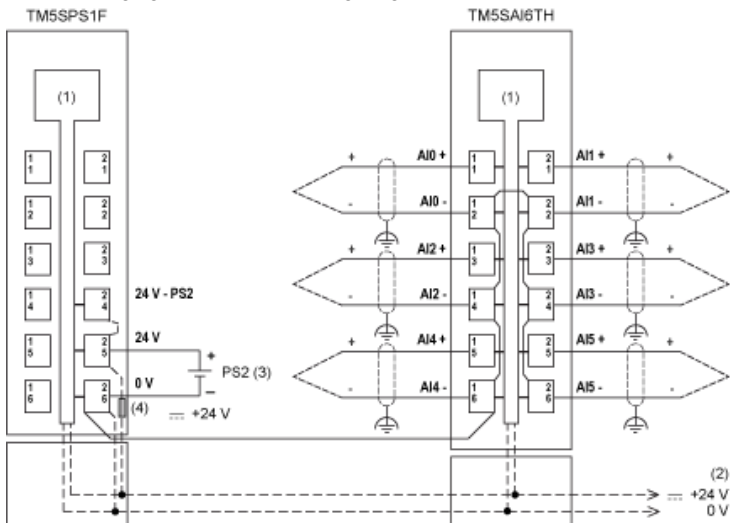 TM5SPS1F TM5SAI6TH
(1) (1)
1 1 2 1 AI0 + 1 1 2 1 AI1 +
+ +
1 2 2 2 AI0 - 1 2 2 2 AI1 -
- -
1 3 2 3 AI2 + 1 3 2 3 AI3 +
+ +
1 4 2 4 24 V - PS2 AI2 - 1 4 2 4 AI3 -
- -
1 5 2 5 24 V AI4 + 1 5 2 5 AI5 +
+ + +
PS2 (3)
1 6 2 6 0 V AI4 - 1 6 2 6 AI5 -
- - -
(4) +24 V
(2)
+24 V
0 V